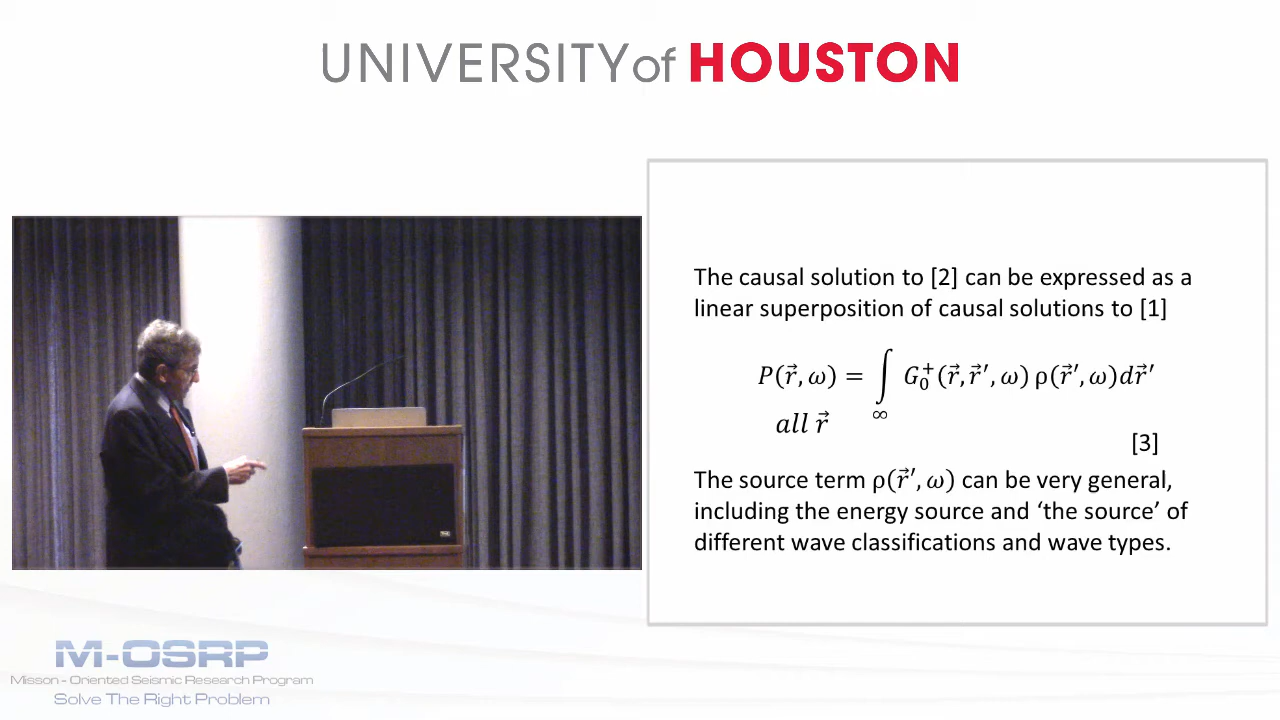 UNIVERSITY of HOUSTON
The causal solution to [2] can be expressed as a
linear superposition of causal solutions to [1]
𝑃(𝑟⃗, 𝜔) = ∫ 𝐺₀⁺(𝑟⃗, 𝑟⃗′, 𝜔) ρ(𝑟⃗′, 𝜔)𝑑𝑟⃗′
∞
𝑎𝑙𝑙 𝑟⃗
[3]
The source term ρ(𝑟⃗′, 𝜔) can be very general,
including the energy source and ‘the source’ of
different wave classifications and wave types.
M-OSRP
Misson - Oriented Seismic Research Program
Solve The Right Problem